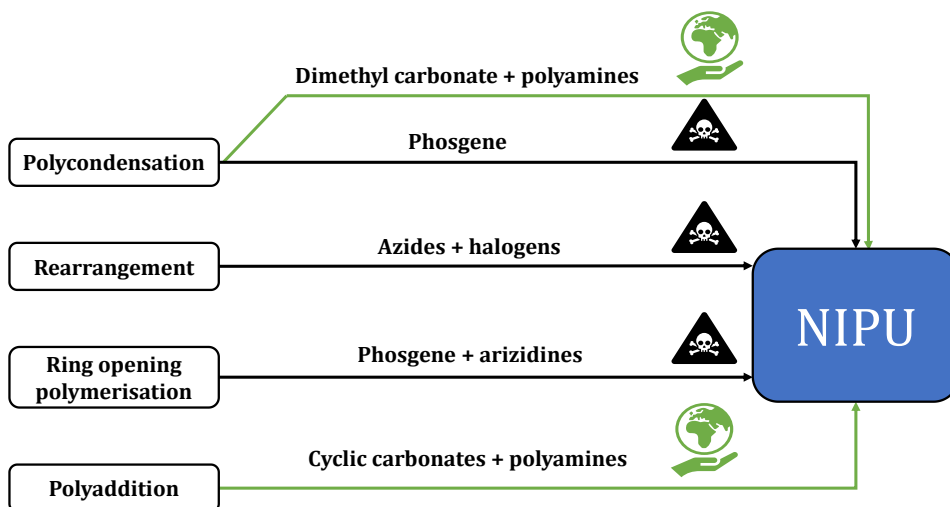 Dimethyl carbonate + polyamines
Polycondensation
Phosgene
Rearrangement
Azides + halogens
NIPU
Ring opening
polymerisation
Phosgene + arizidines
Cyclic carbonates + polyamines
Polyaddition